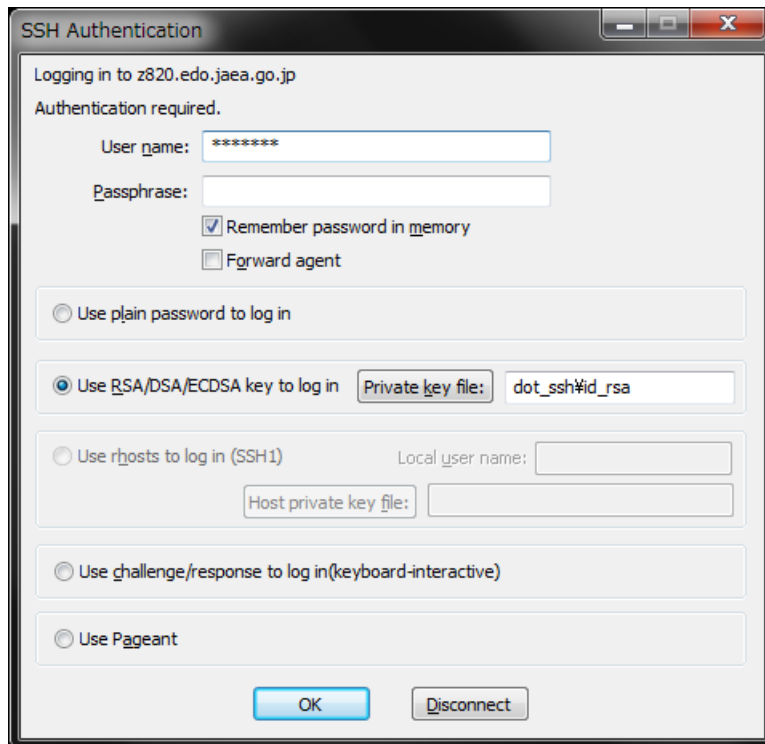 SSH Authentication
Logging in to z820.edo.jaea.go.jp
Authentication required.
User name: *******
Passphrase:
Remember password in memory
Forward agent
Use plain password to log in
Use RSA/DSA/ECDSA key to log in Private key file: dot_ssh¥id_rsa
Use rhosts to log in (SSH1) Local user name:
Host private key file:
Use challenge/response to log in(keyboard-interactive)
Use Pageant
OK Disconnect